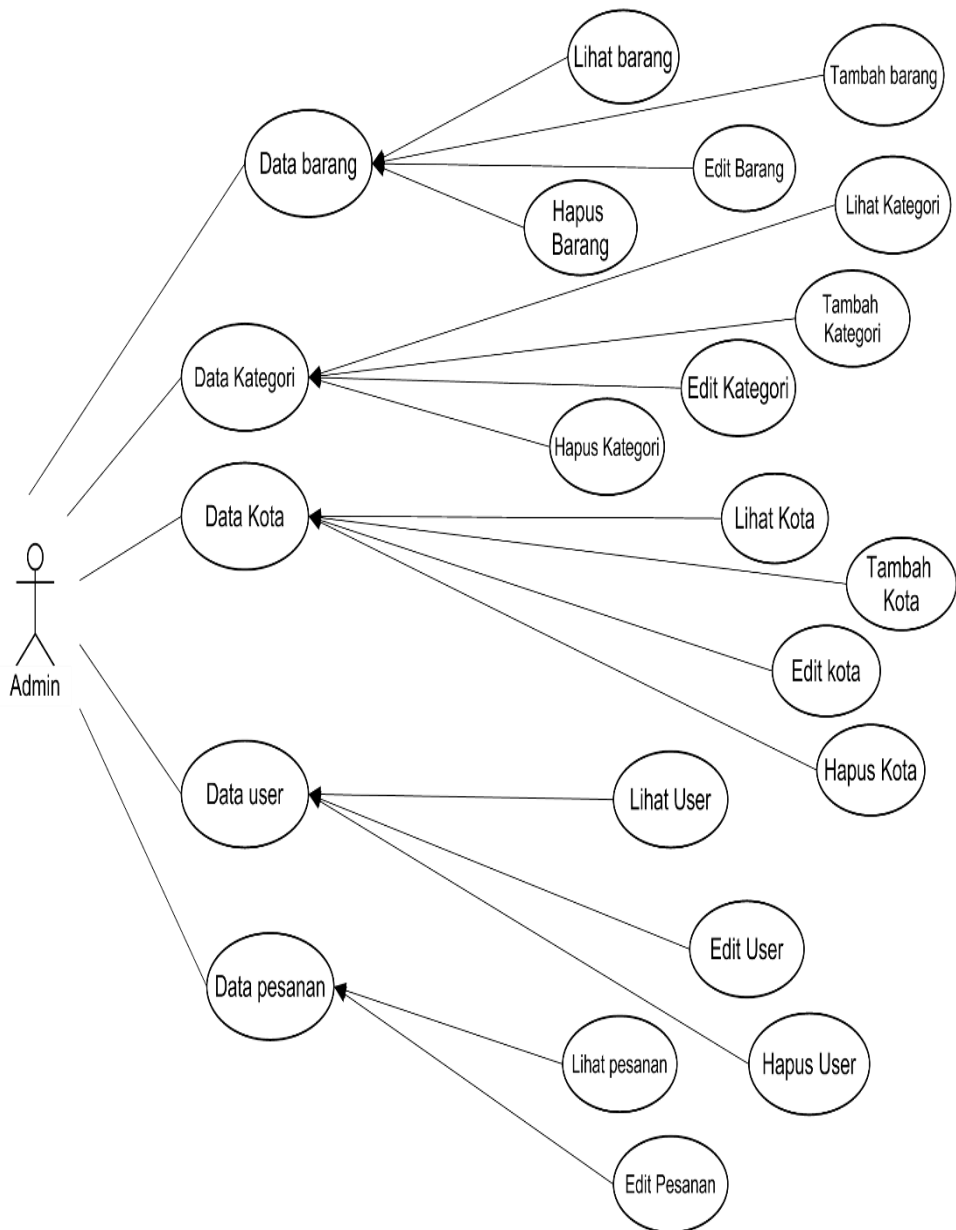 Lihat barang
Tambah barang
Data barang
Edit Barang
Hapus
Barang
Lihat Kategori
Tambah
Kategori
Data Kategori
Edit Kategori
Hapus Kategori
Data Kota
Lihat Kota
Tambah
Kota
Edit kota
Admin
Hapus Kota
Data user
Lihat User
Edit User
Data pesanan
Lihat pesanan
Hapus User
Edit Pesanan